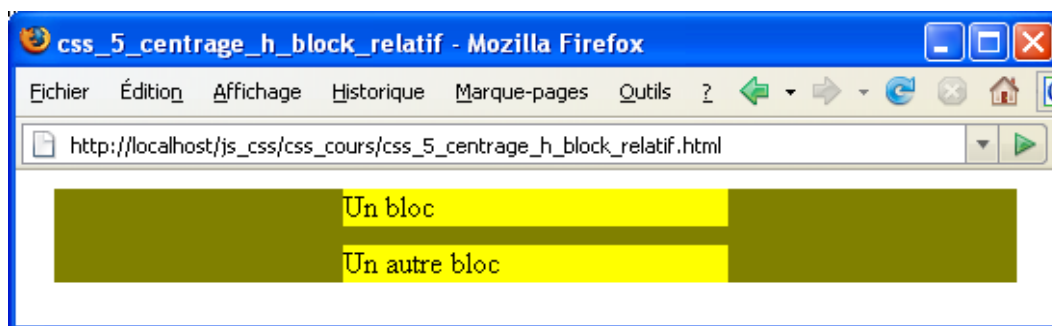 css_5_centrage_h_block_relatif - Mozilla Firefox
Fichier Édition Affichage Historique Marque-pages Outils ?
http://localhost/js_css/css_cours/css_5_centrage_h_block_relatif.html
Un bloc
Un autre bloc